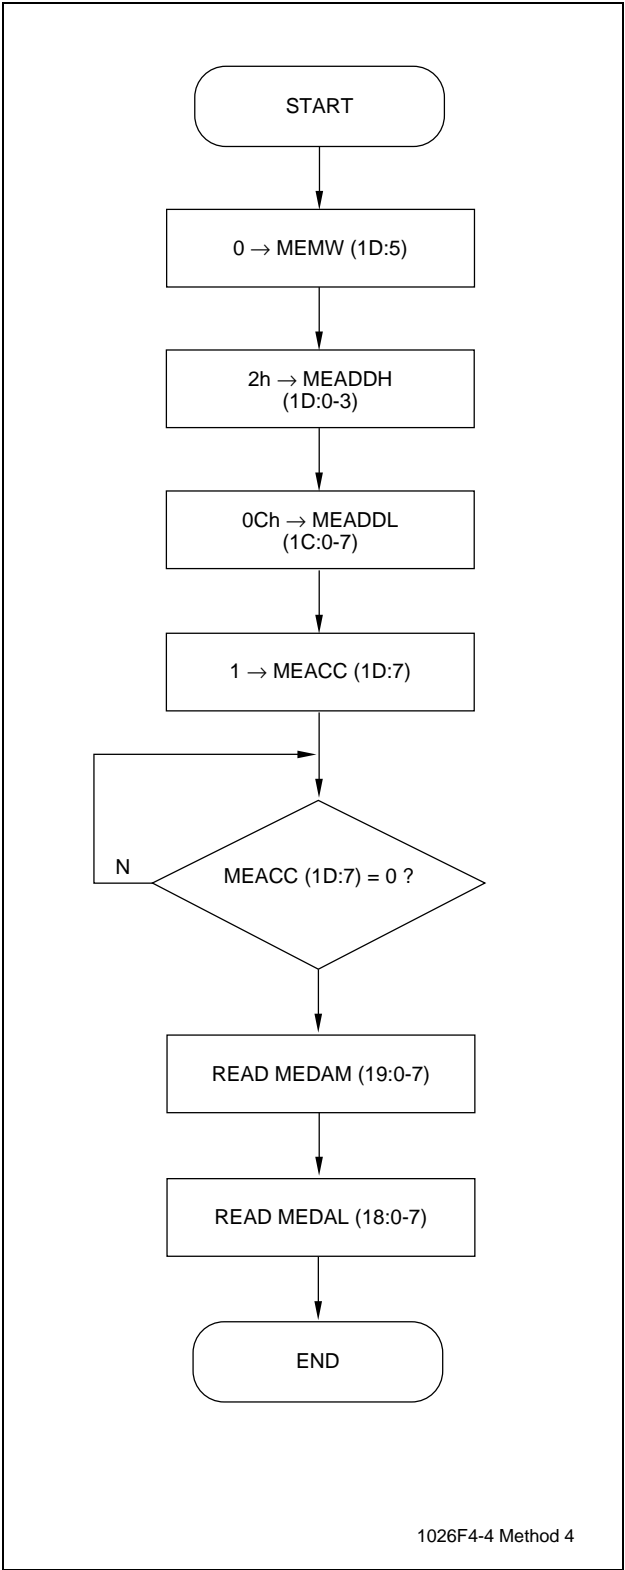 START
0 → MEMW (1D:5)
2h → MEADDH
(1D:0-3)
0Ch → MEADDL
(1C:0-7)
1 → MEACC (1D:7)
N
MEACC (1D:7) = 0 ?
READ MEDAM (19:0-7)
READ MEDAL (18:0-7)
END
1026F4-4 Method 4